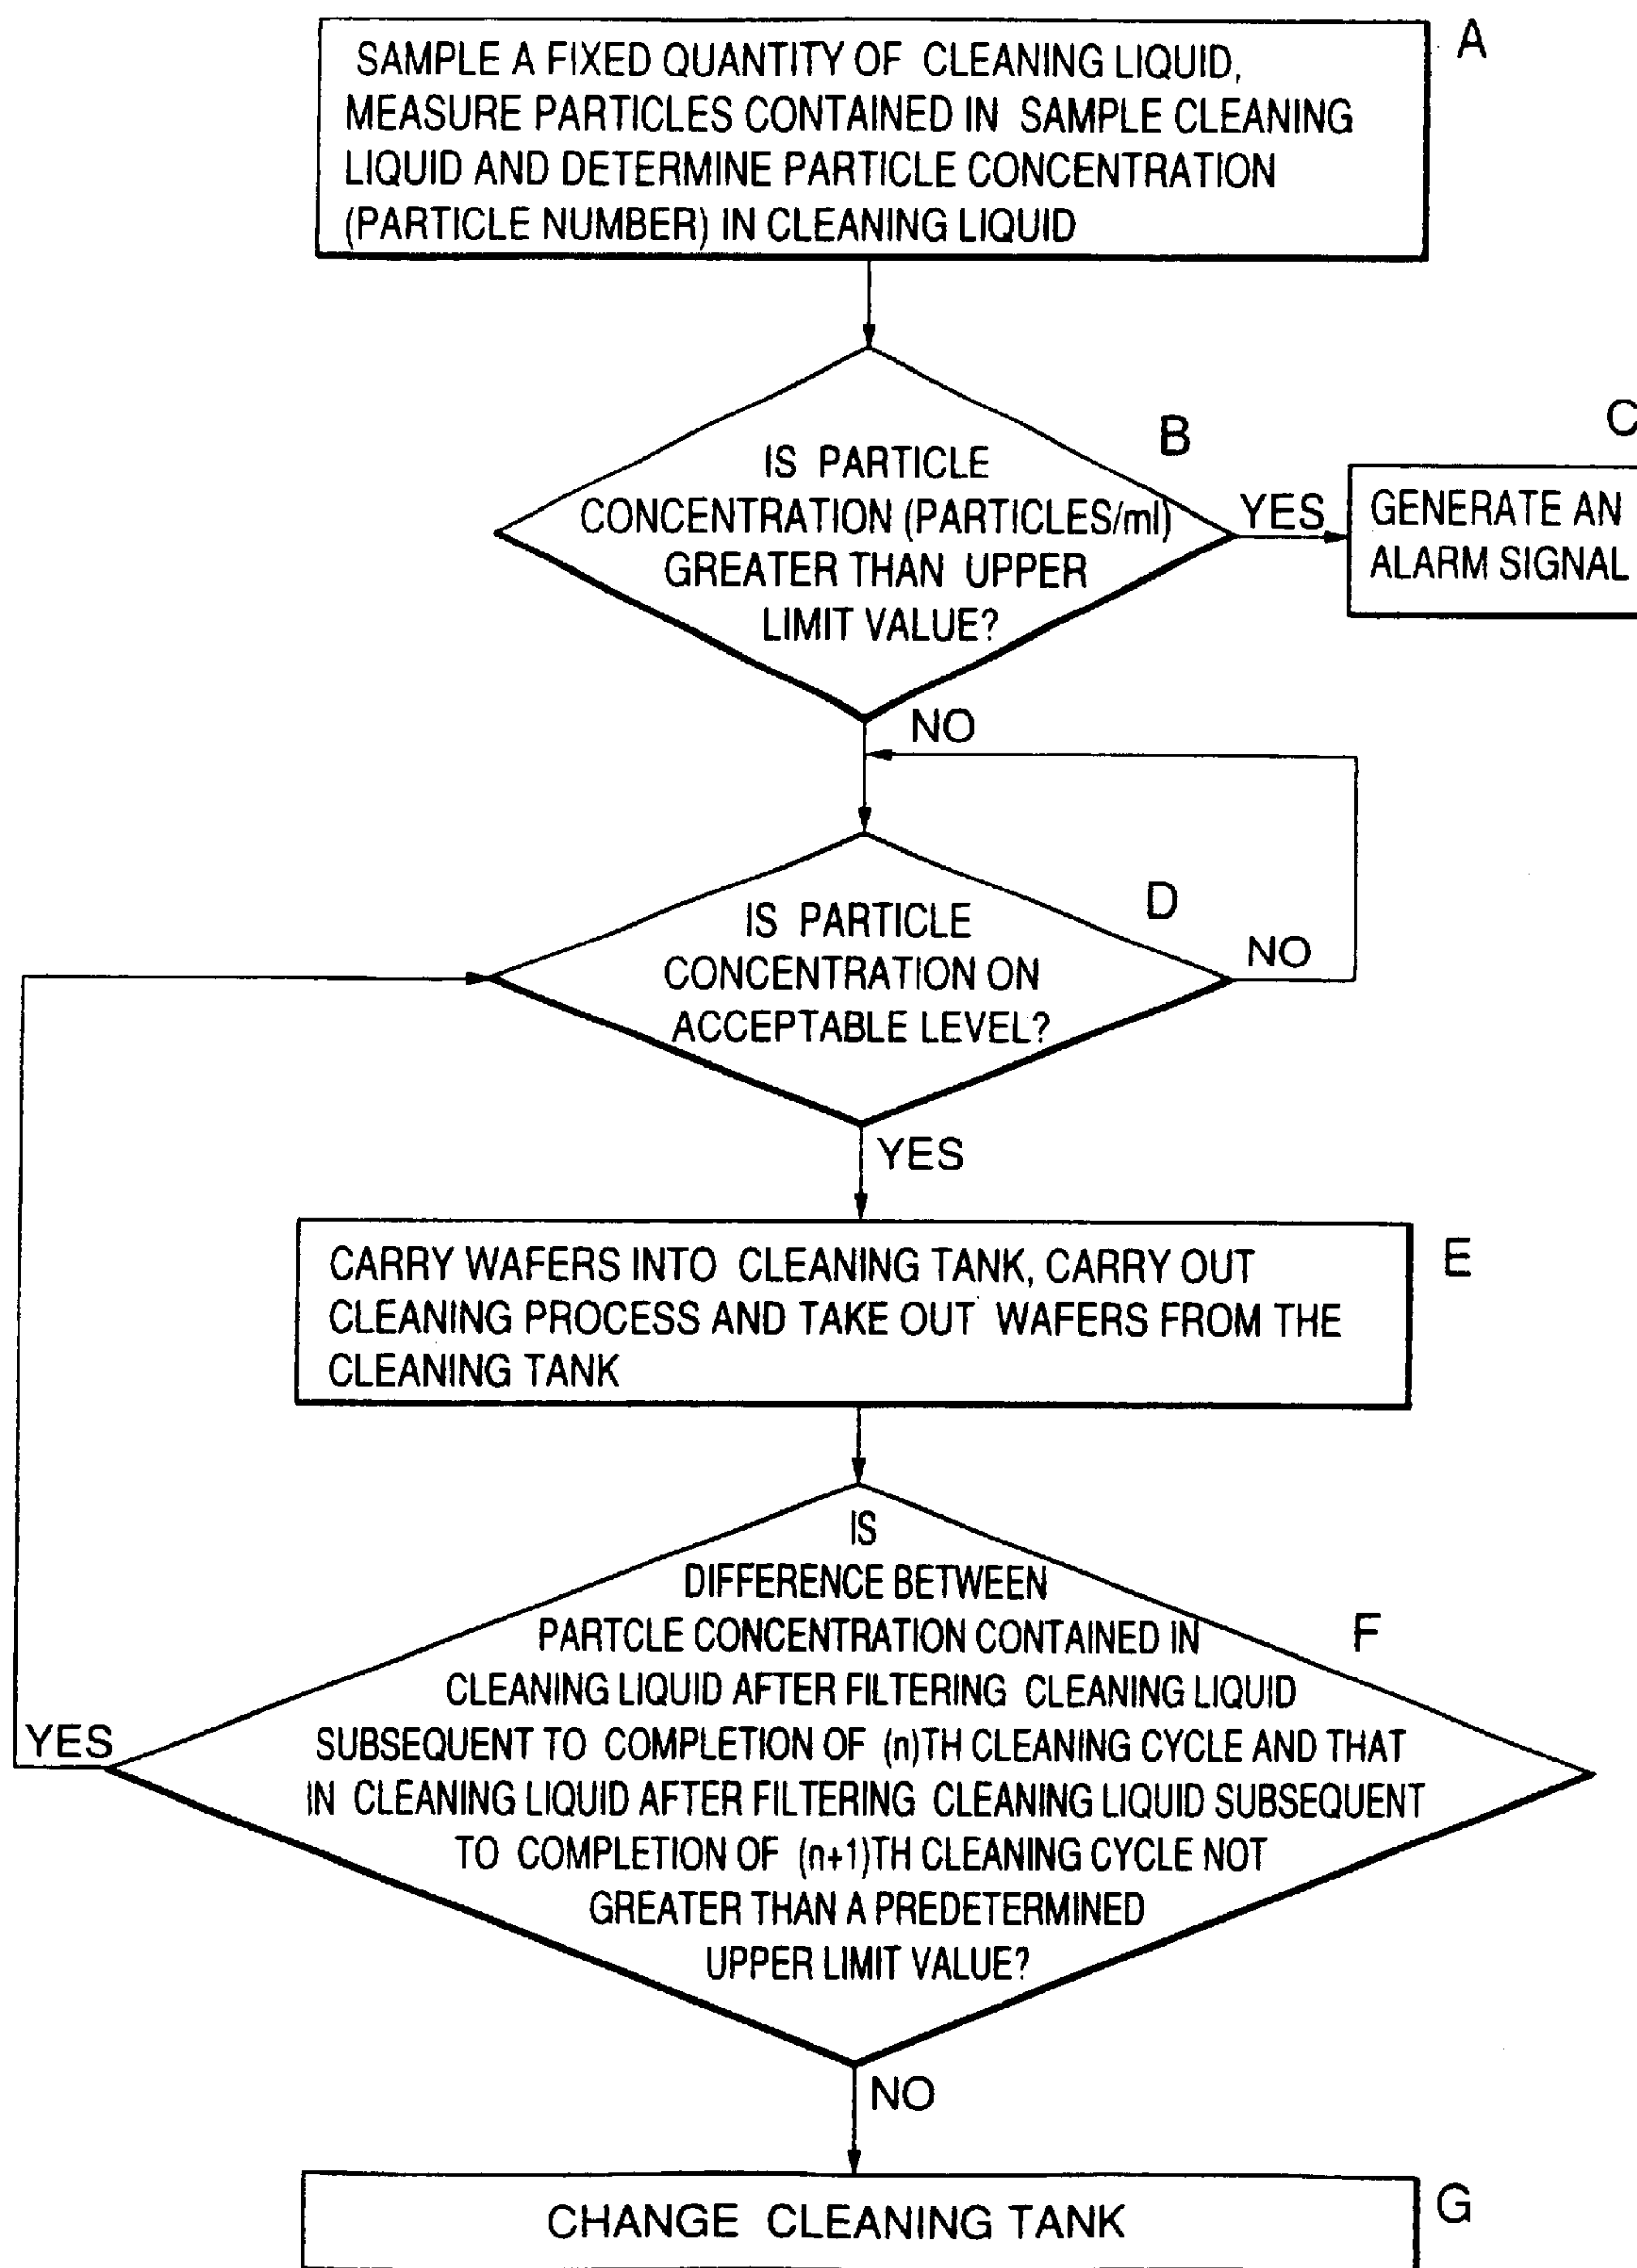 A
SAMPLE A FIXED QUANTITY OF CLEANING LIQUID,
MEASURE PARTICLES CONTAINED IN SAMPLE CLEANING
LIQUID AND DETERMINE PARTICLE CONCENTRATION
(PARTICLE NUMBER) IN CLEANING LIQUID
B
IS PARTICLE
CONCENTRATION (PARTICLES/ml)
GREATER THAN UPPER
LIMIT VALUE?
YES
C
GENERATE AN
ALARM SIGNAL
NO
D
IS PARTICLE
CONCENTRATION ON
ACCEPTABLE LEVEL?
NO
YES
E
CARRY WAFERS INTO CLEANING TANK, CARRY OUT
CLEANING PROCESS AND TAKE OUT WAFERS FROM THE
CLEANING TANK
IS
DIFFERENCE BETWEEN
PARTCLE CONCENTRATION CONTAINED IN
F
CLEANING LIQUID AFTER FILTERING CLEANING LIQUID
SUBSEQUENT TO COMPLETION OF (n)TH CLEANING CYCLE AND THAT
IN CLEANING LIQUID AFTER FILTERING CLEANING LIQUID SUBSEQUENT
TO COMPLETION OF (n+1)TH CLEANING CYCLE NOT
GREATER THAN A PREDETERMINED
UPPER LIMIT VALUE?
YES
NO
G
CHANGE CLEANING TANK